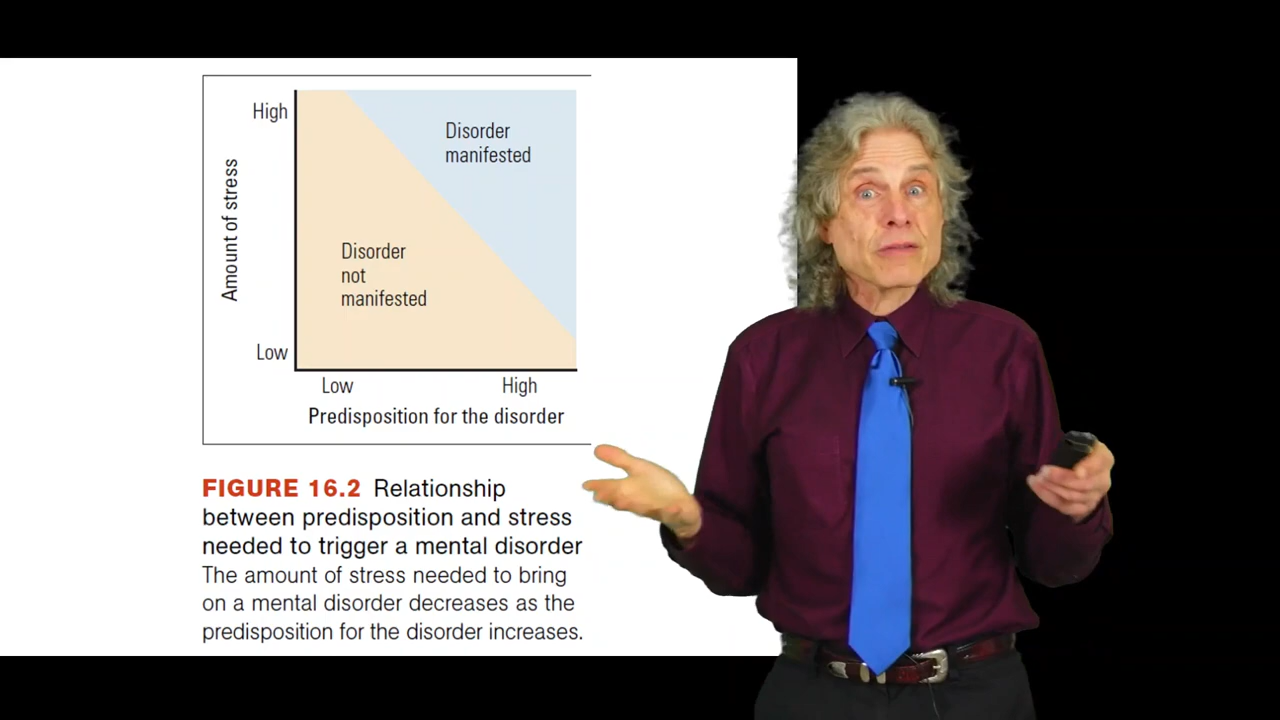 High
Disorder
manifested
Amount of stress
Disorder
not
manifested
Low
Low High
Predisposition for the disorder
FIGURE 16.2 Relationship
between predisposition and stress
needed to trigger a mental disorder
The amount of stress needed to bring
on a mental disorder decreases as the
predisposition for the disorder increases.